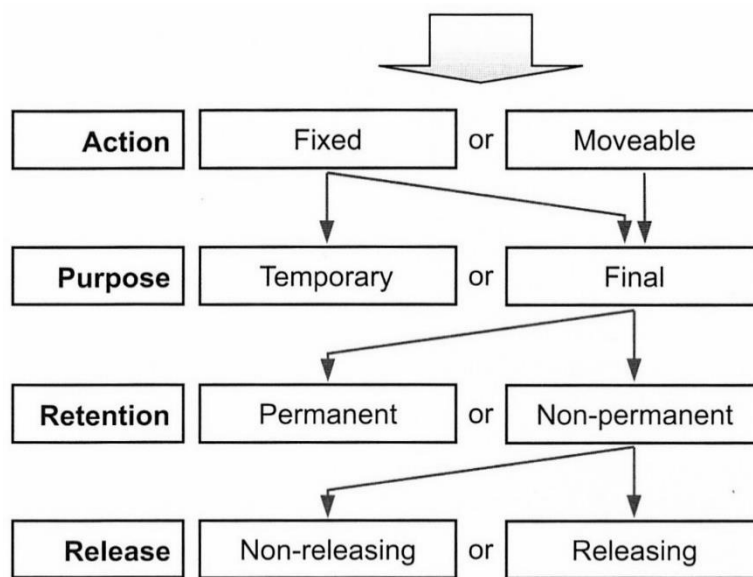 Action Fixed or Moveable
Purpose Temporary or Final
Retention Permanent or Non-permanent
Release Non-releasing or Releasing